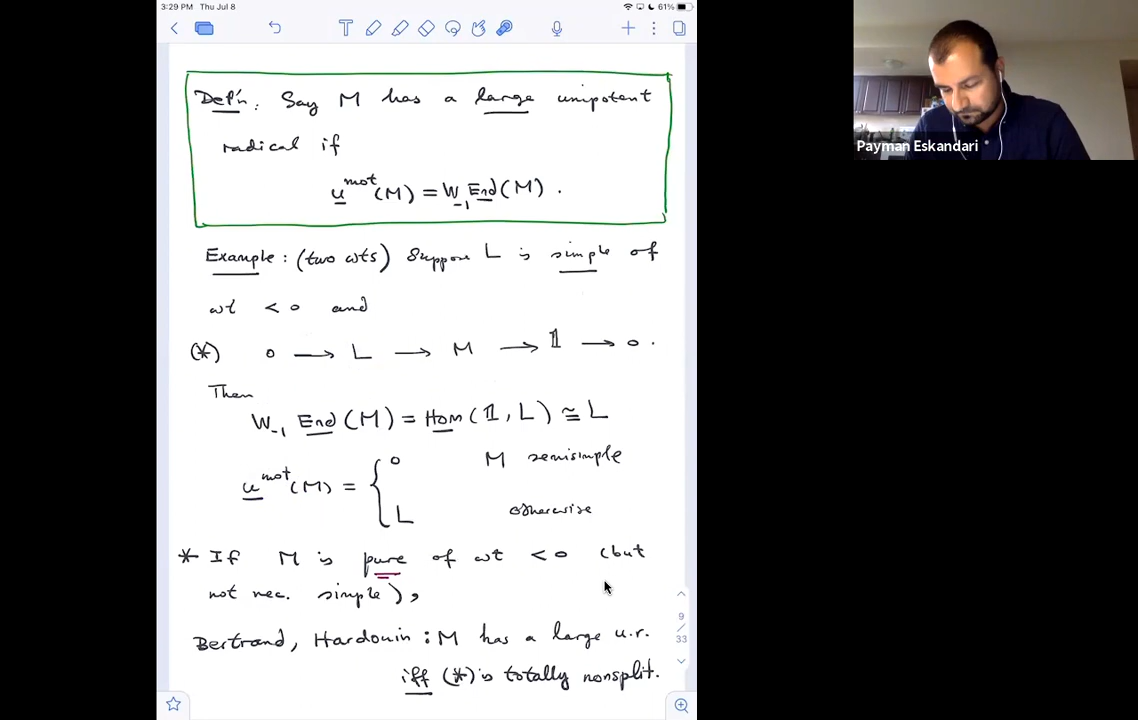 3:29 PM Thu Jul 8
61%
Def'n. Say M has a large unipotent
radical if
u^mot(M) = W_-1 End(M).
Example: (two wts) Suppose L is simple of
wt < 0 and
(*) 0 → L → M → 𝟙 → 0.
Then
W_-1 End(M) = Hom(𝟙, L) ≅ L
u^mot(M) = { 0 M semisimple
L otherwise
* If M is pure of wt < 0 (but
not nec. simple),
Bertrand, Hardouin: M has a large u.r.
iff (*) is totally nonsplit.
9
/
33
Payman Eskandari